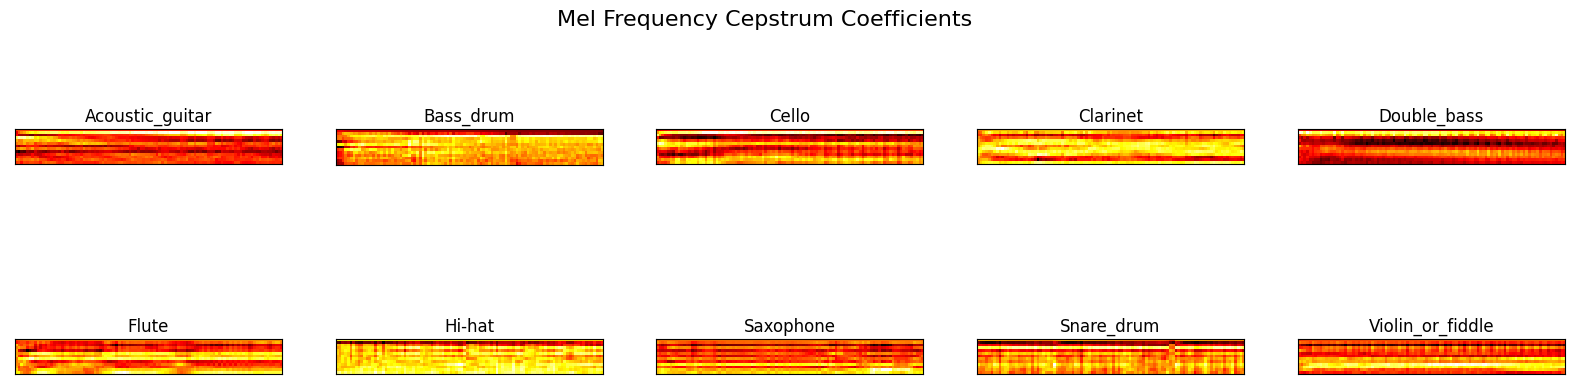 Mel Frequency Cepstrum Coefficients
Acoustic_guitar
Bass_drum
Cello
Clarinet
Double_bass
Flute
Hi-hat
Saxophone
Snare_drum
Violin_or_fiddle